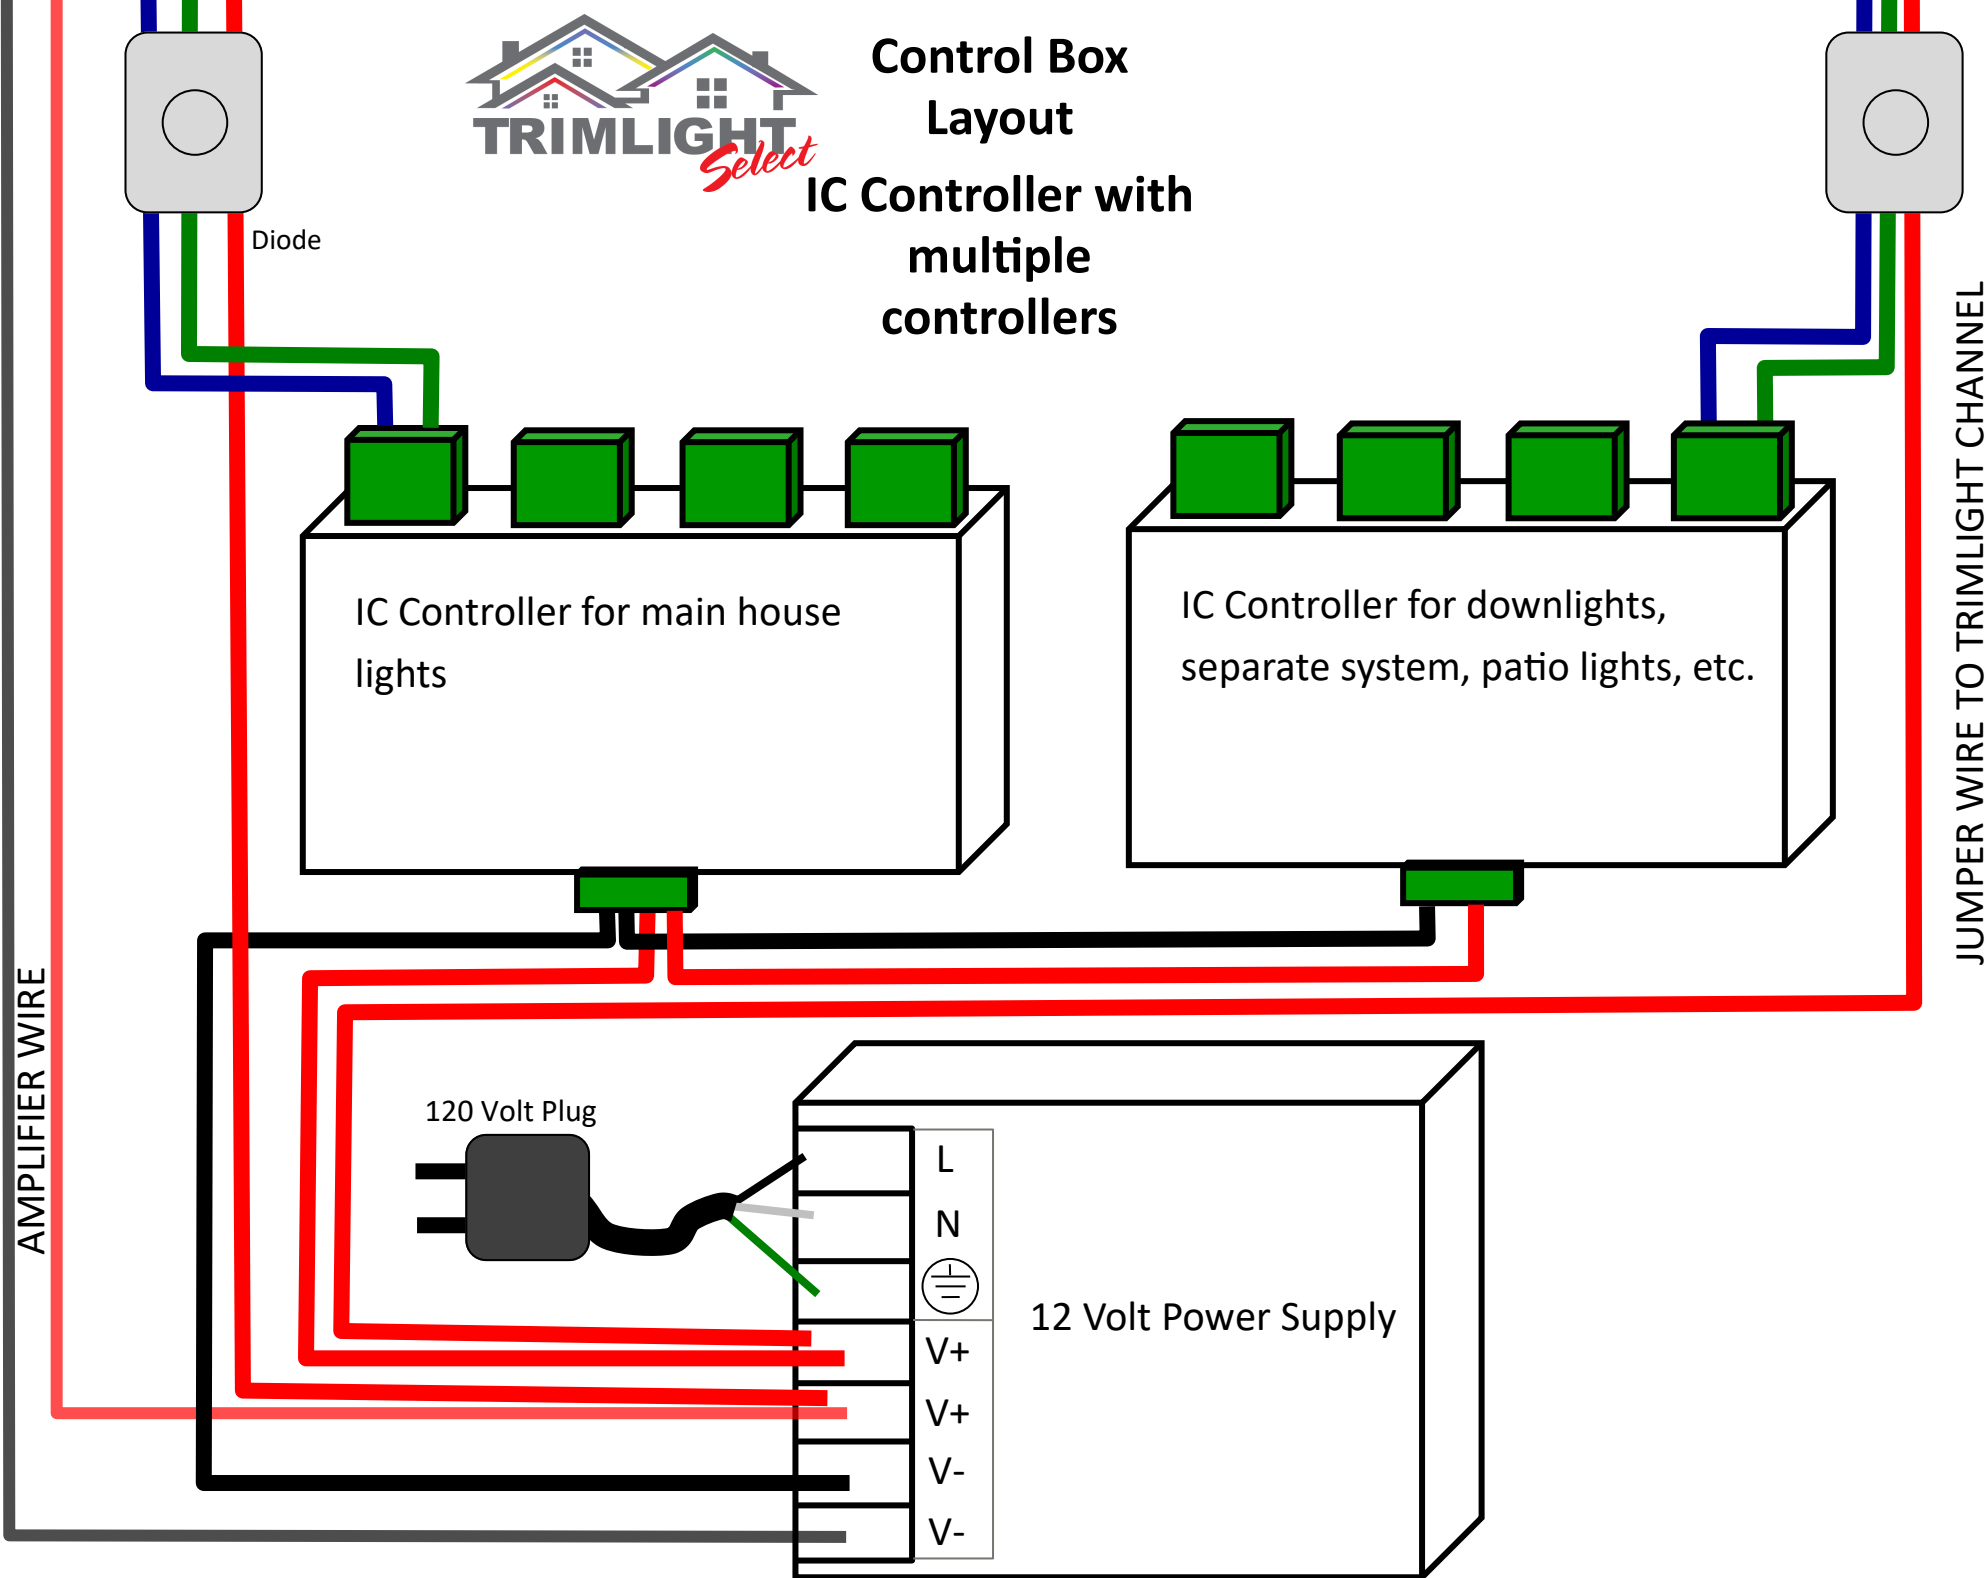 TRIMLIGHT
Select
Control Box
Layout
IC Controller with
multiple
controllers
Diode
JUMPER WIRE TO TRIMLIGHT CHANNEL
IC Controller for main house
lights
IC Controller for downlights,
separate system, patio lights, etc.
AMPLIFIER WIRE
120 Volt Plug
L
N
12 Volt Power Supply
V+
V+
V-
V-